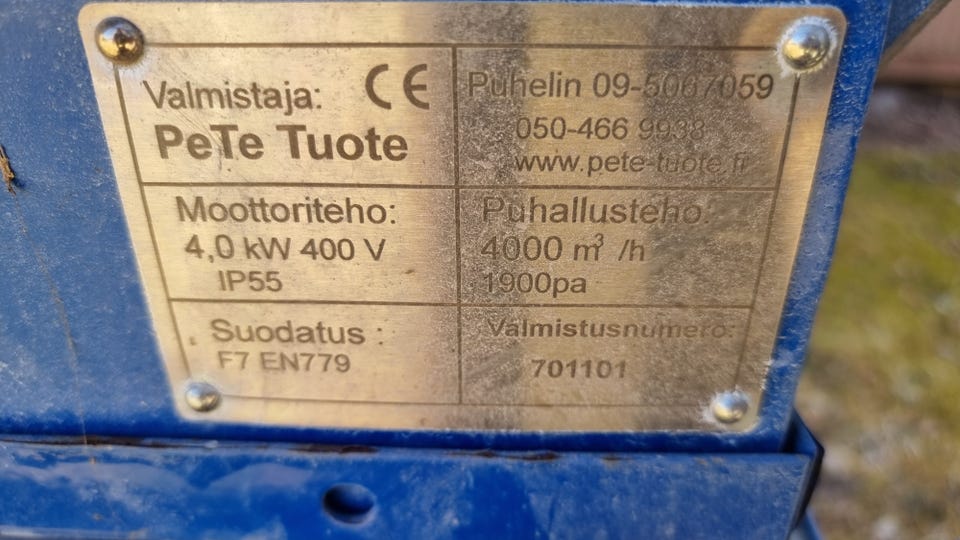 Valmistaja: CE
PeTe Tuote
Puhelin 09-5067059
050-466 9938
www.pete-tuote.fi
Moottoriteho:
4,0 kW 400 V
IP55
Puhallusteho:
4000 m³ /h
1900pa
Suodatus :
F7 EN779
Valmistusnumero:
701101